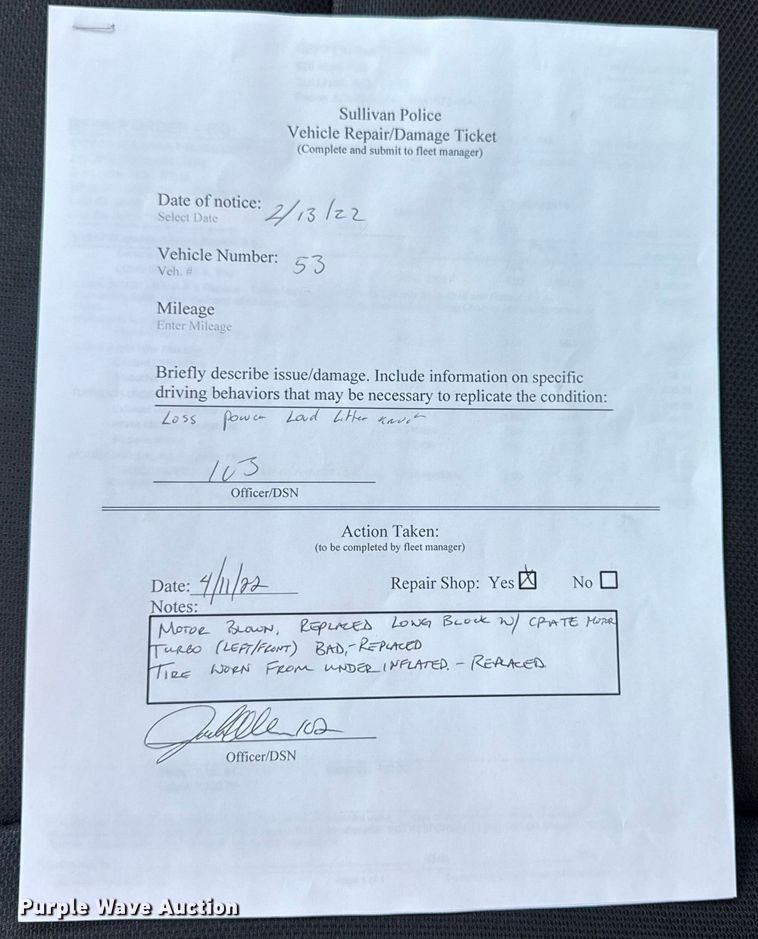 Sullivan Police
Vehicle Repair/Damage Ticket
(Complete and submit to fleet manager)
Date of notice: 2/13/22
Select Date
Vehicle Number: 53
Veh. #
Mileage
Enter Mileage
Briefly describe issue/damage. Include information on specific
driving behaviors that may be necessary to replicate the condition:
Loss power Loud Lifter knock
103
Officer/DSN
Action Taken:
(to be completed by fleet manager)
Date: 4/11/22 Repair Shop: Yes ☒ No ☐
Notes:
MOTOR BLOWN. REPLACED LONG BLOCK W/ CRATE MOTOR
TURBO (LEFT/FRONT) BAD,-REPLACED
TIRE WORN FROM UNDER INFLATED. - REPLACED
102
Officer/DSN
Purple Wave Auction